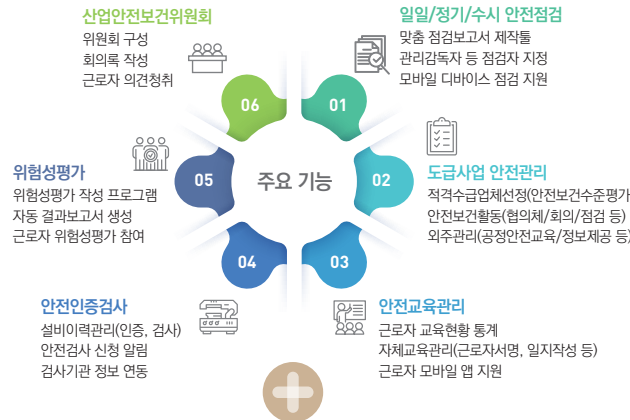 산업안전보건위원회
위원회 구성
회의록 작성
근로자 의견청취
일일/정기/수시 안전점검
맞춤 점검보고서 제작툴
관리감독자 등 점검자 지정
모바일 디바이스 점검 지원
06
01
위험성평가
위험성평가 작성 프로그램
자동 결과보고서 생성
근로자 위험성평가 참여
05
주요 기능
02
도급사업 안전관리
적격수급업체선정(안전보건수준평가
안전보건활동(협의체/회의/점검 등)
외주관리(공정안전교육/정보제공 등)
04
03
안전인증검사
설비이력관리(인증, 검사)
안전검사 신청 알림
검사기관 정보 연동
안전교육관리
근로자 교육현황 통계
자체교육관리(근로자서명, 일지작성 등)
근로자 모바일 앱 지원